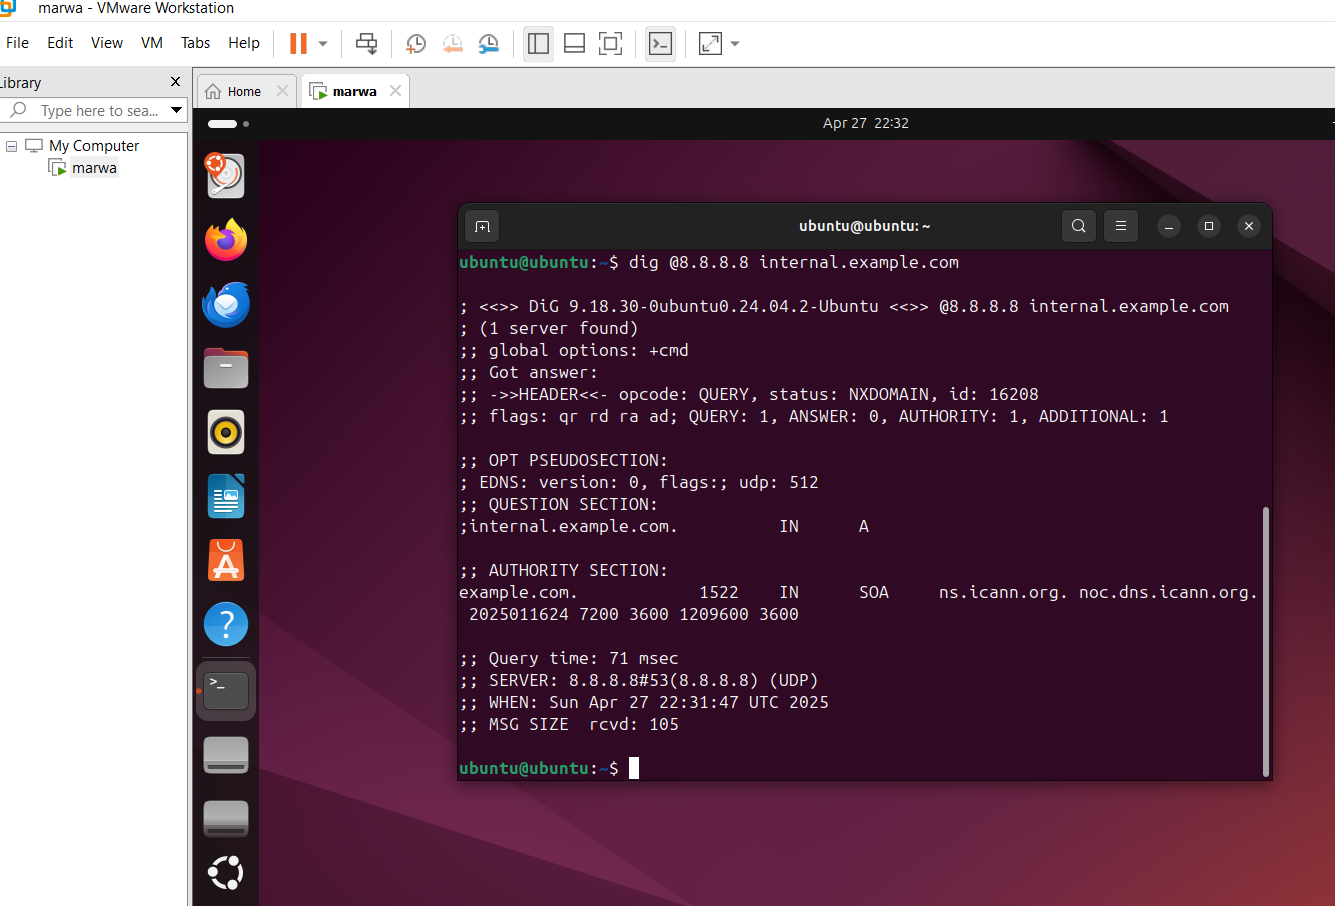 marwa - VMware Workstation
File Edit View VM Tabs Help
Library
Type here to sea...
My Computer
marwa
Home
marwa
Apr 27 22:32
ubuntu@ubuntu: ~
ubuntu@ubuntu:~$ dig @8.8.8.8 internal.example.com
; <<>> DiG 9.18.30-0ubuntu0.24.04.2-Ubuntu <<>> @8.8.8.8 internal.example.com
; (1 server found)
;; global options: +cmd
;; Got answer:
;; ->>HEADER<<- opcode: QUERY, status: NXDOMAIN, id: 16208
;; flags: qr rd ra ad; QUERY: 1, ANSWER: 0, AUTHORITY: 1, ADDITIONAL: 1
;; OPT PSEUDOSECTION:
; EDNS: version: 0, flags:; udp: 512
;; QUESTION SECTION:
;internal.example.com. IN A
;; AUTHORITY SECTION:
example.com. 1522 IN SOA ns.icann.org. noc.dns.icann.org.
2025011624 7200 3600 1209600 3600
;; Query time: 71 msec
;; SERVER: 8.8.8.8#53(8.8.8.8) (UDP)
;; WHEN: Sun Apr 27 22:31:47 UTC 2025
;; MSG SIZE rcvd: 105
ubuntu@ubuntu:~$